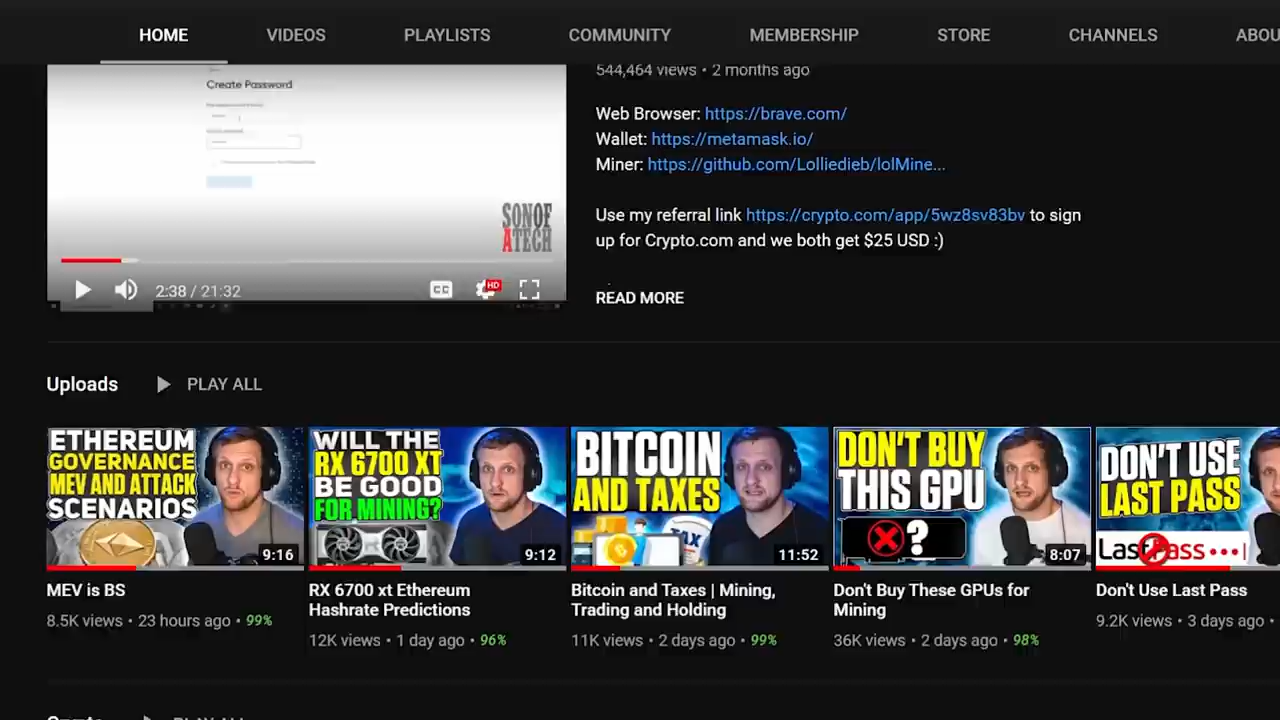 HOME VIDEOS PLAYLISTS COMMUNITY MEMBERSHIP STORE CHANNELS ABOU
544,464 views • 2 months ago
Create Password
Web Browser: https://brave.com/
Wallet: https://metamask.io/
Miner: https://github.com/Lolliedieb/lolMine...
Use my referral link https://crypto.com/app/5wz8sv83bv to sign
up for Crypto.com and we both get $25 USD :)
SONOF
ATECH
2:38 / 21:32
CC
HD
READ MORE
Uploads PLAY ALL
ETHEREUM
GOVERNANCE
MEV AND ATTACK
SCENARIOS
9:16
WILL THE
RX 6700 XT
BE GOOD
FOR MINING?
9:12
BITCOIN
AND TAXES
TAX
11:52
DON'T BUY
THIS GPU
?
8:07
DON'T USE
LAST PASS
LastPass
MEV is BS
8.5K views • 23 hours ago • 99%
RX 6700 xt Ethereum
Hashrate Predictions
12K views • 1 day ago • 96%
Bitcoin and Taxes | Mining,
Trading and Holding
11K views • 2 days ago • 99%
Don't Buy These GPUs for
Mining
36K views • 2 days ago • 98%
Don't Use Last Pass
9.2K views • 3 days ago •